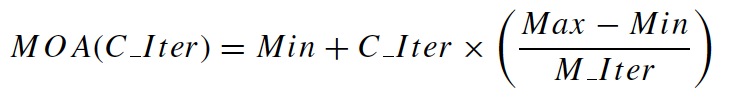 MOA(C_Iter) = Min + C_Iter × ( (Max − Min) / M_Iter )